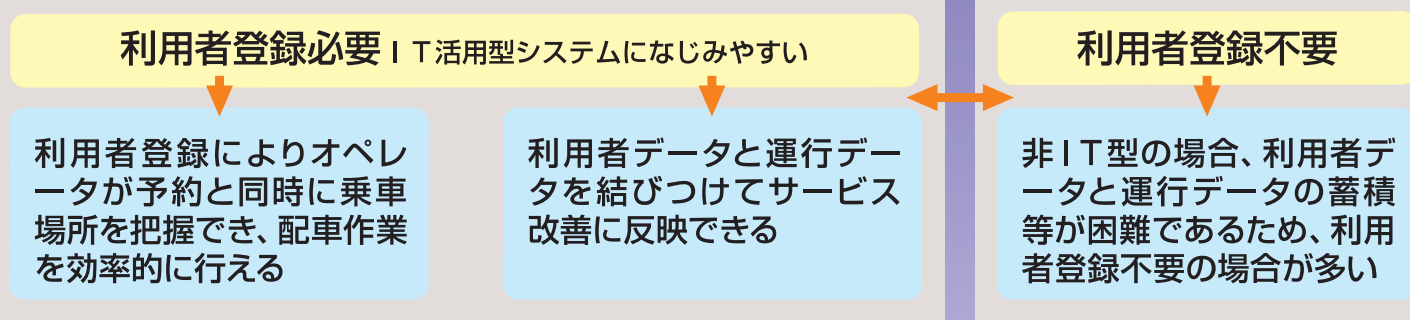 利用者登録必要 IT活用型システムになじみやすい
利用者登録によりオペレ
ータが予約と同時に乗車
場所を把握でき、配車作業
を効率的に行える
利用者データと運行デー
タを結びつけてサービス
改善に反映できる
利用者登録不要
非IT型の場合、利用者デ
ータと運行データの蓄積
等が困難であるため、利用
者登録不要の場合が多い